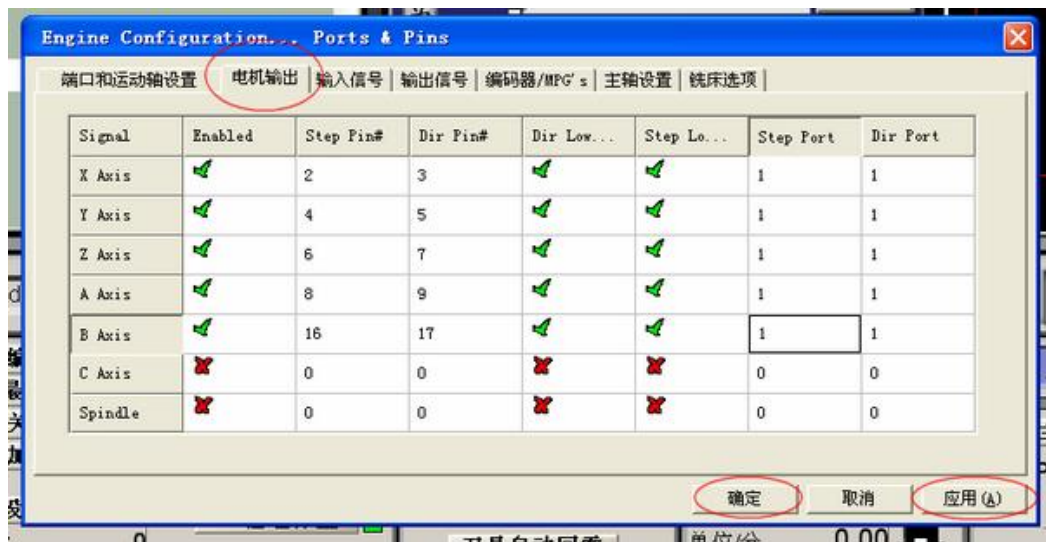 Engine Configuration... Ports & Pins
端口和运动轴设置 电机输出 输入信号 输出信号 编码器/MPG's 主轴设置 铣床选项
Signal Enabled Step Pin# Dir Pin# Dir Low... Step Lo... Step Port Dir Port
X Axis 2 3 1 1
Y Axis 4 5 1 1
Z Axis 6 7 1 1
A Axis 8 9 1 1
B Axis 16 17 1 1
C Axis 0 0 0 0
Spindle 0 0 0 0
确定 取消 应用(A)
单位/分 0.00